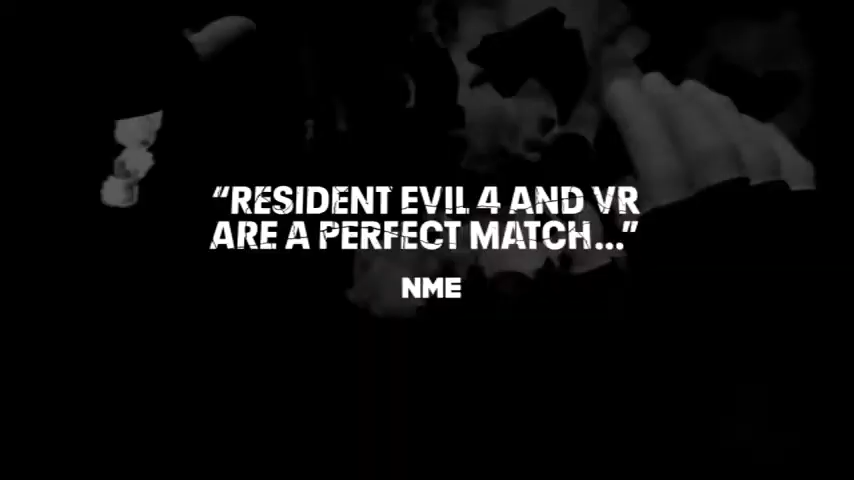 “RESIDENT EVIL 4 AND VR
ARE A PERFECT MATCH...”
NME